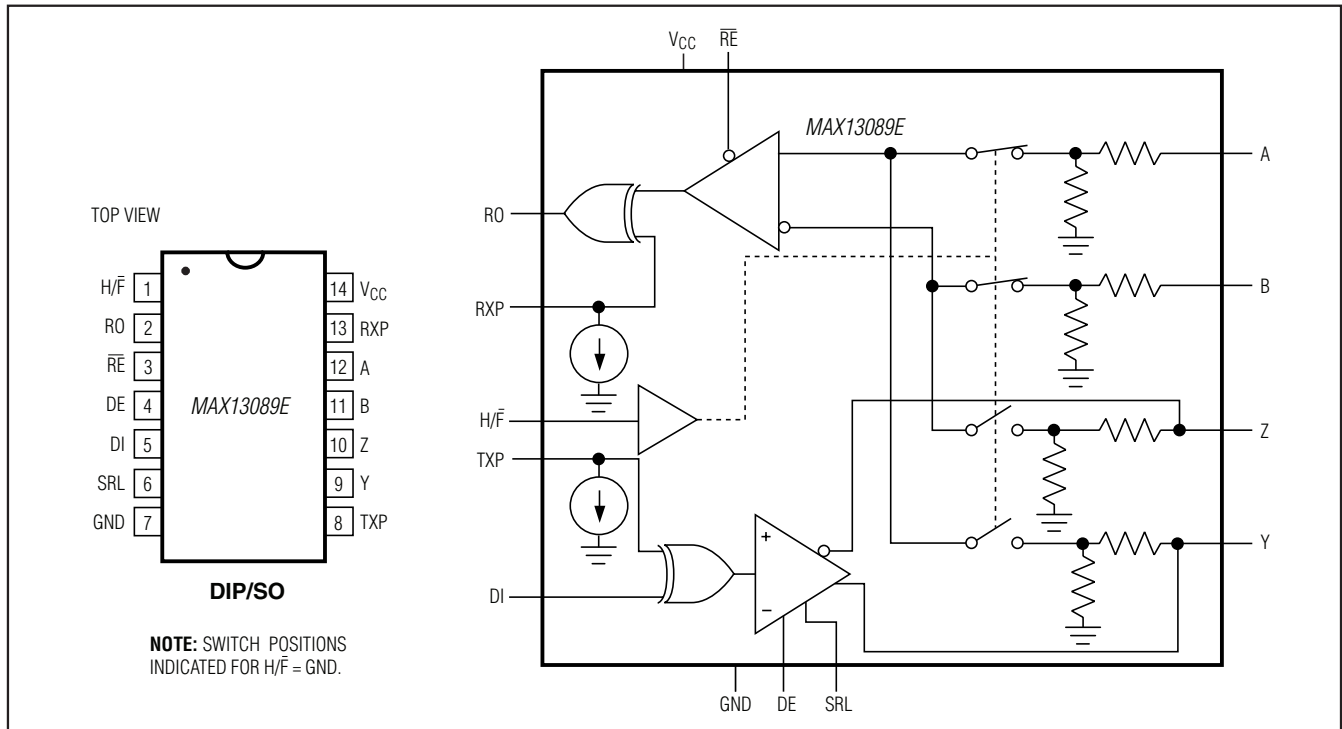 TOP VIEW
H/F̅ 1
RO 2
R̅E̅ 3
DE 4
DI 5
SRL 6
GND 7
MAX13089E
14 VCC
13 RXP
12 A
11 B
10 Z
9 Y
8 TXP
DIP/SO
NOTE: SWITCH POSITIONS
INDICATED FOR H/F̅ = GND.
VCC
R̅E̅
MAX13089E
RO
RXP
H/F̅
TXP
DI
+
−
A
B
Z
Y
GND
DE
SRL